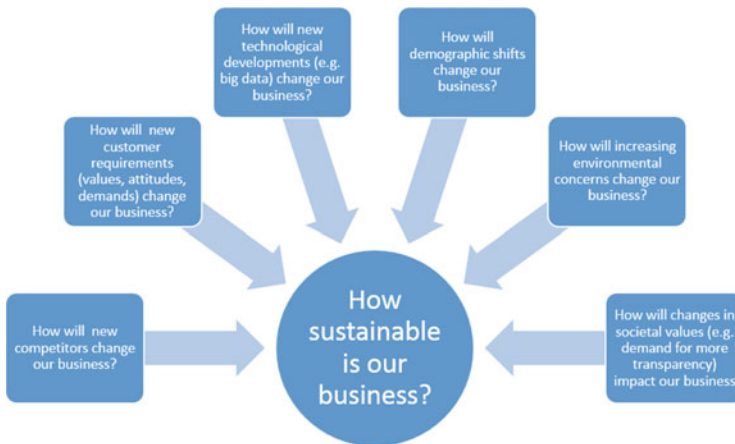 How will new
technological
developments (e.g.
big data) change our
business?
How will
demographic shifts
change our
business?
How will new
customer
requirements
(values, attitudes,
demands) change
our business?
How will increasing
environmental
concerns change our
business?
How will new
competitors change
our business?
How
sustainable
is our
business?
How will changes in
societal values (e.g.
demand for more
transparency)
impact our business